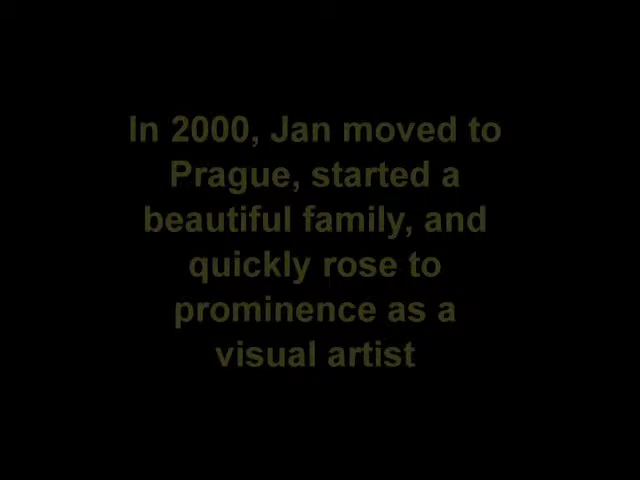 In 2000, Jan moved to
Prague, started a
beautiful family, and
quickly rose to
prominence as a
visual artist